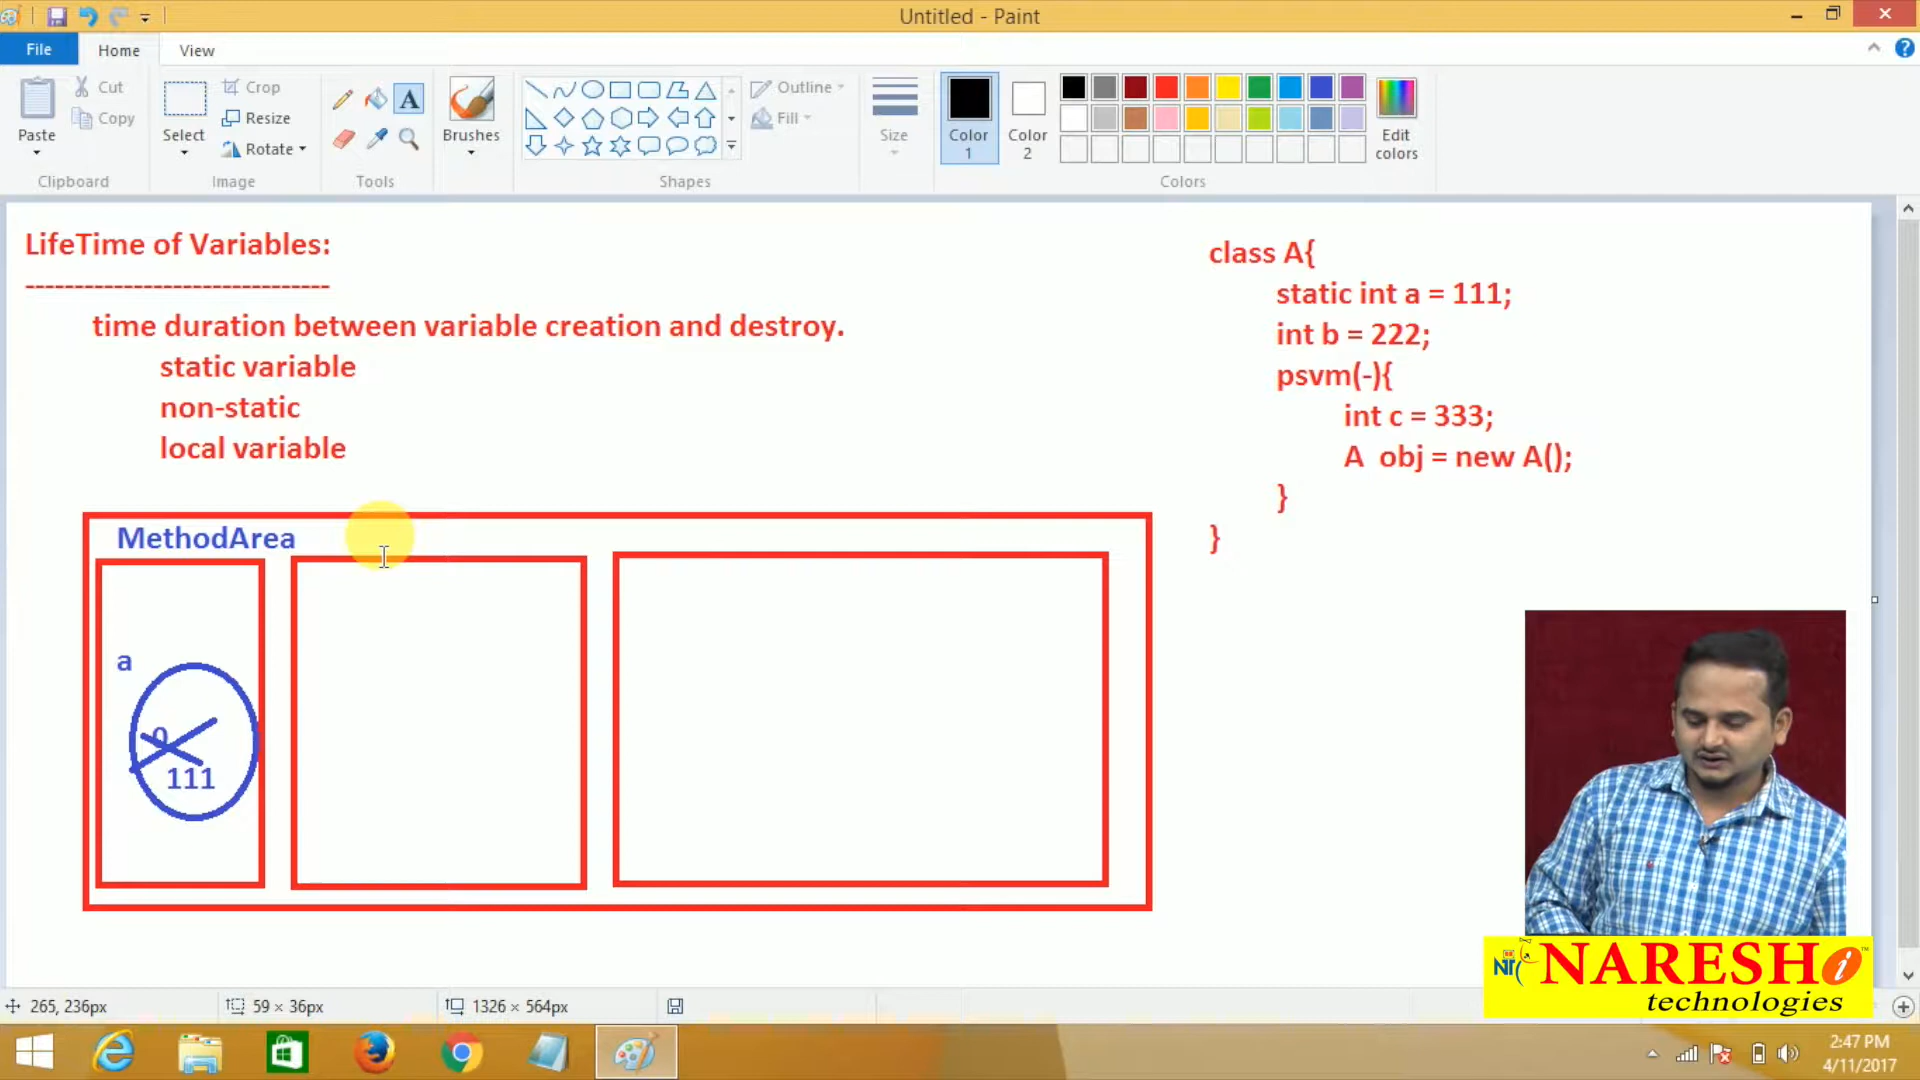 Untitled - Paint
File
Home
View
Paste
Cut
Copy
Clipboard
Select
Crop
Resize
Rotate
Image
A
Tools
Brushes
Shapes
Outline
Fill
Size
Color 1
Color 2
Edit colors
Colors
LifeTime of Variables:
------------------------------
time duration between variable creation and destroy.
static variable
non-static
local variable
class A{
static int a = 111;
int b = 222;
psvm(-){
int c = 333;
A obj = new A();
}
}
MethodArea
a
0
111
NARESH i
technologies
265, 236px
59 × 36px
1326 × 564px
2:47 PM
4/11/2017